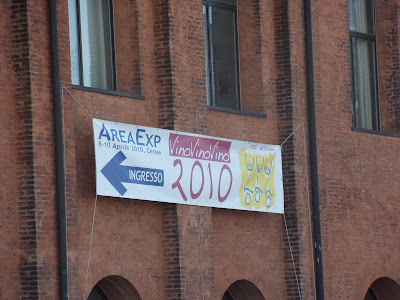 AREAEXP
8-10 Aprile 2010, Cerea
INGRESSO
VinoVinoVino
2010